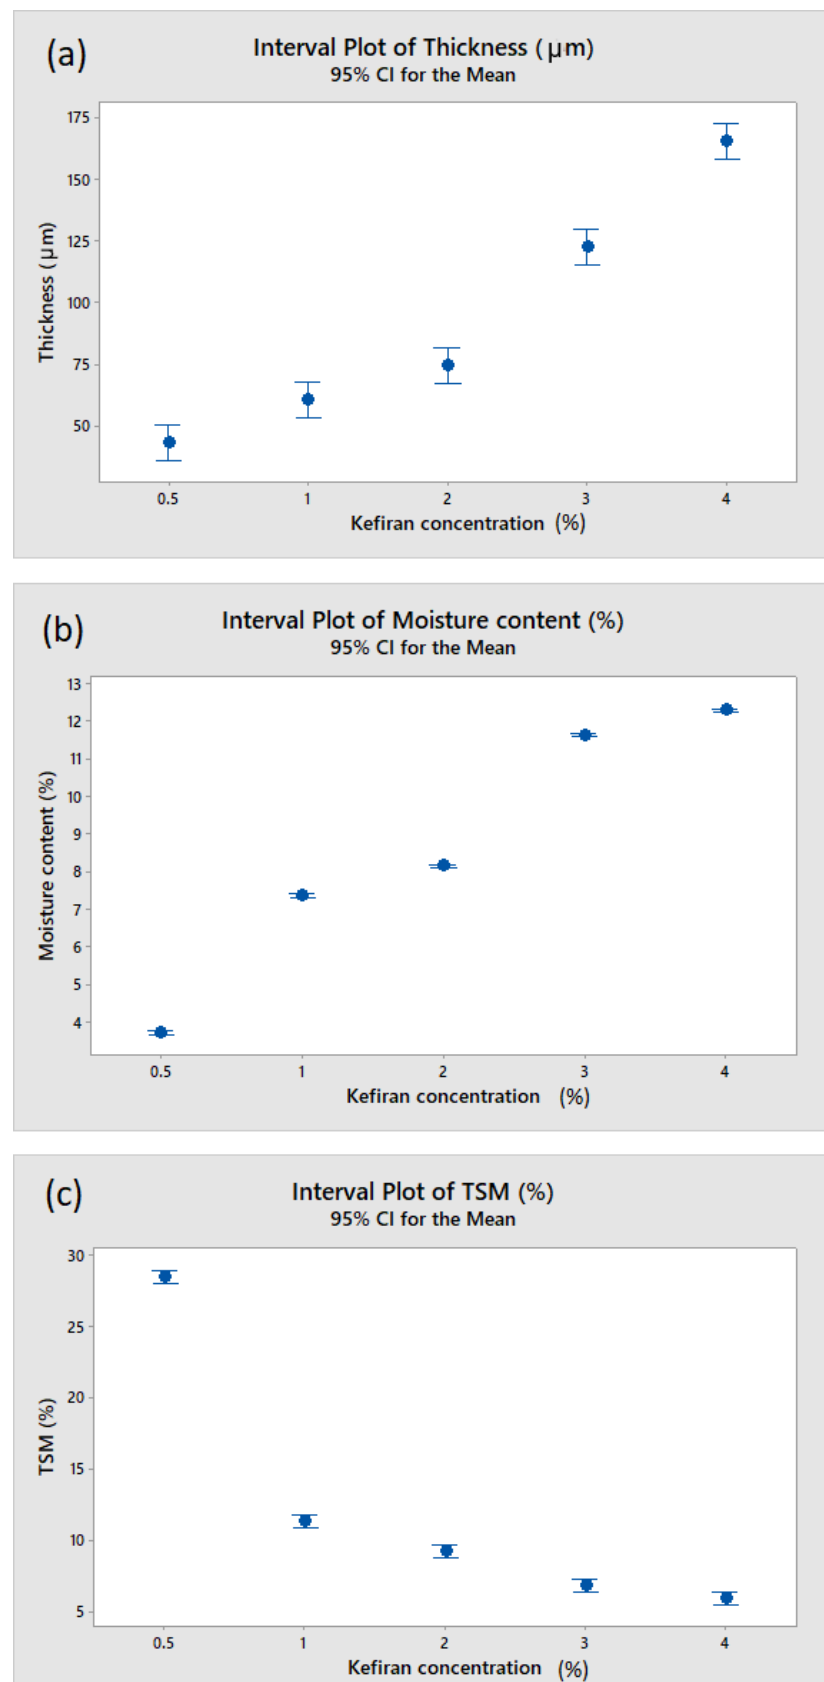 (a)
Interval Plot of Thickness (μm)
95% CI for the Mean
175
150
125
100
75
50
Thickness (μm)
0.5 1 2 3 4
Kefiran concentration (%)
(b)
Interval Plot of Moisture content (%)
95% CI for the Mean
13
12
11
10
9
8
7
6
5
4
Moisture content (%)
0.5 1 2 3 4
Kefiran concentration (%)
(c)
Interval Plot of TSM (%)
95% CI for the Mean
30
25
20
15
10
5
TSM (%)
0.5 1 2 3 4
Kefiran concentration (%)